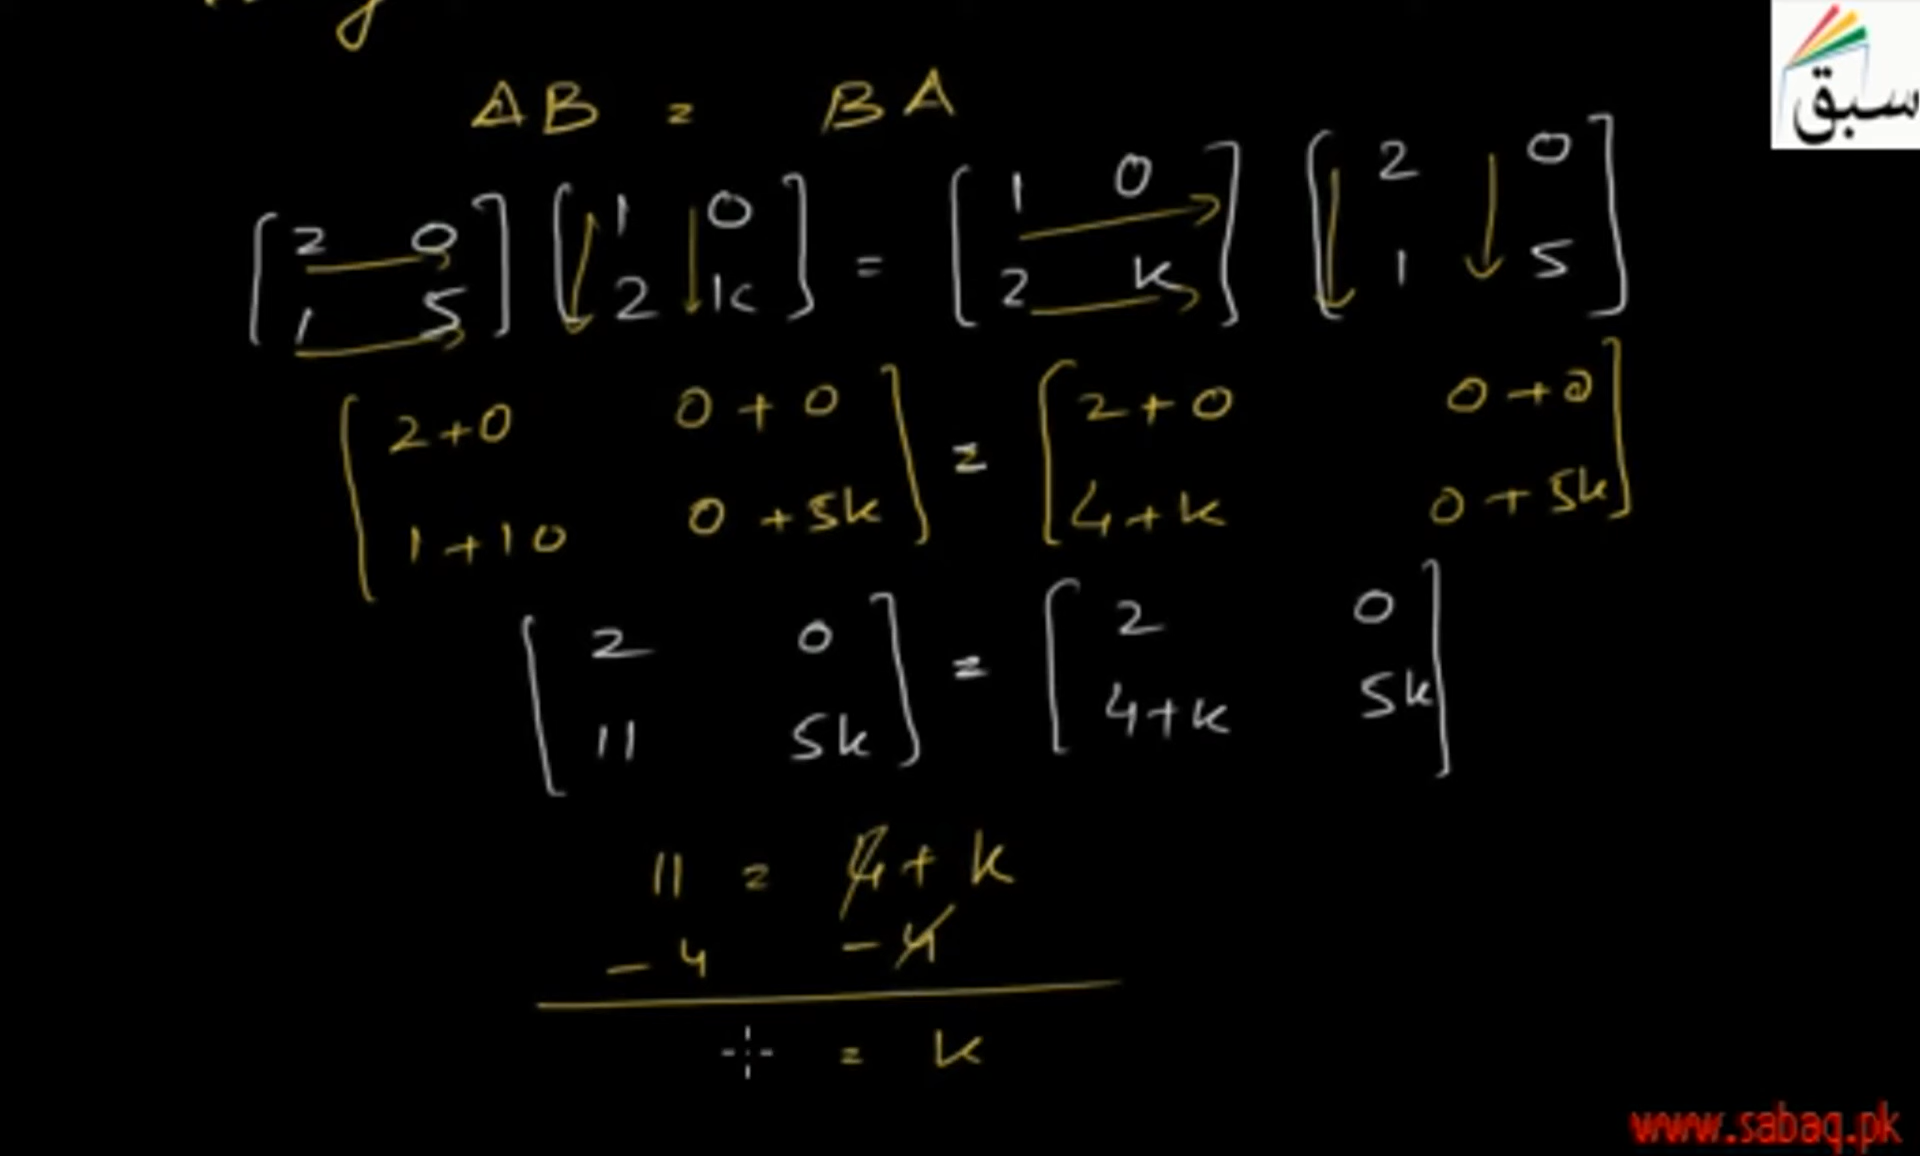 سبق
AB = BA
[2 0 1 5] [1 0 2 k] = [1 0 2 k] [2 0 1 5]
[2+0 0+0 1+10 0+5k] = [2+0 0+0 4+k 0+5k]
[2 0 11 5k] = [2 0 4+k 5k]
11 = 4+k
-4 -4
= k
www.sabaq.pk